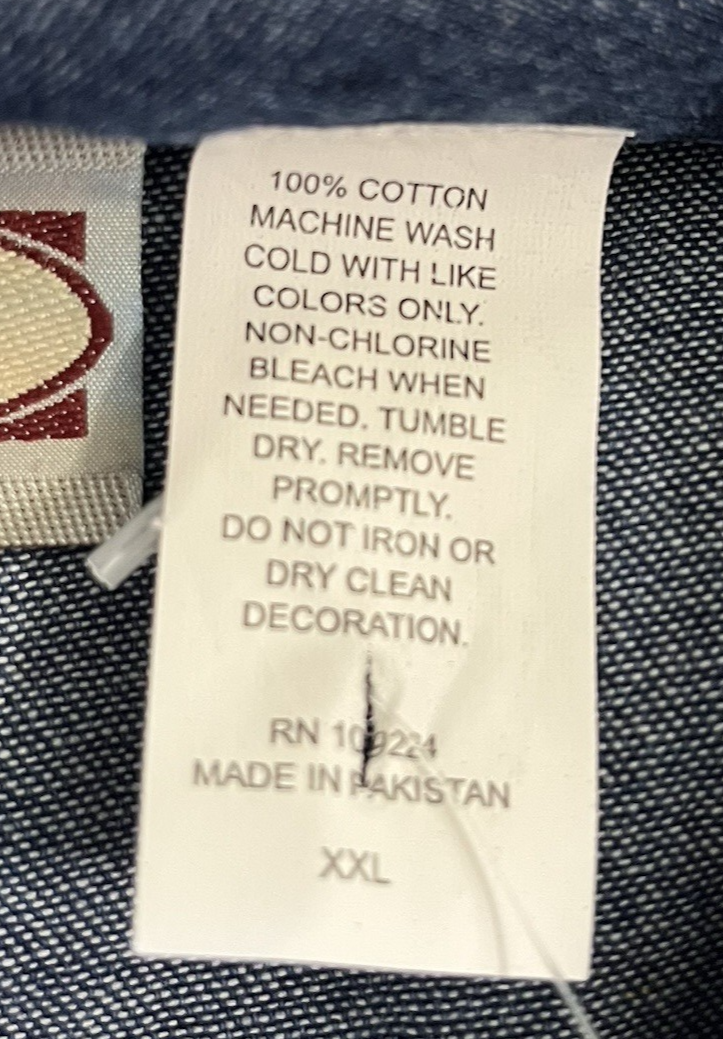 100% COTTON
MACHINE WASH
COLD WITH LIKE
COLORS ONLY.
NON-CHLORINE
BLEACH WHEN
NEEDED. TUMBLE
DRY. REMOVE
PROMPTLY.
DO NOT IRON OR
DRY CLEAN
DECORATION.
RN 109224
MADE IN PAKISTAN
XXL